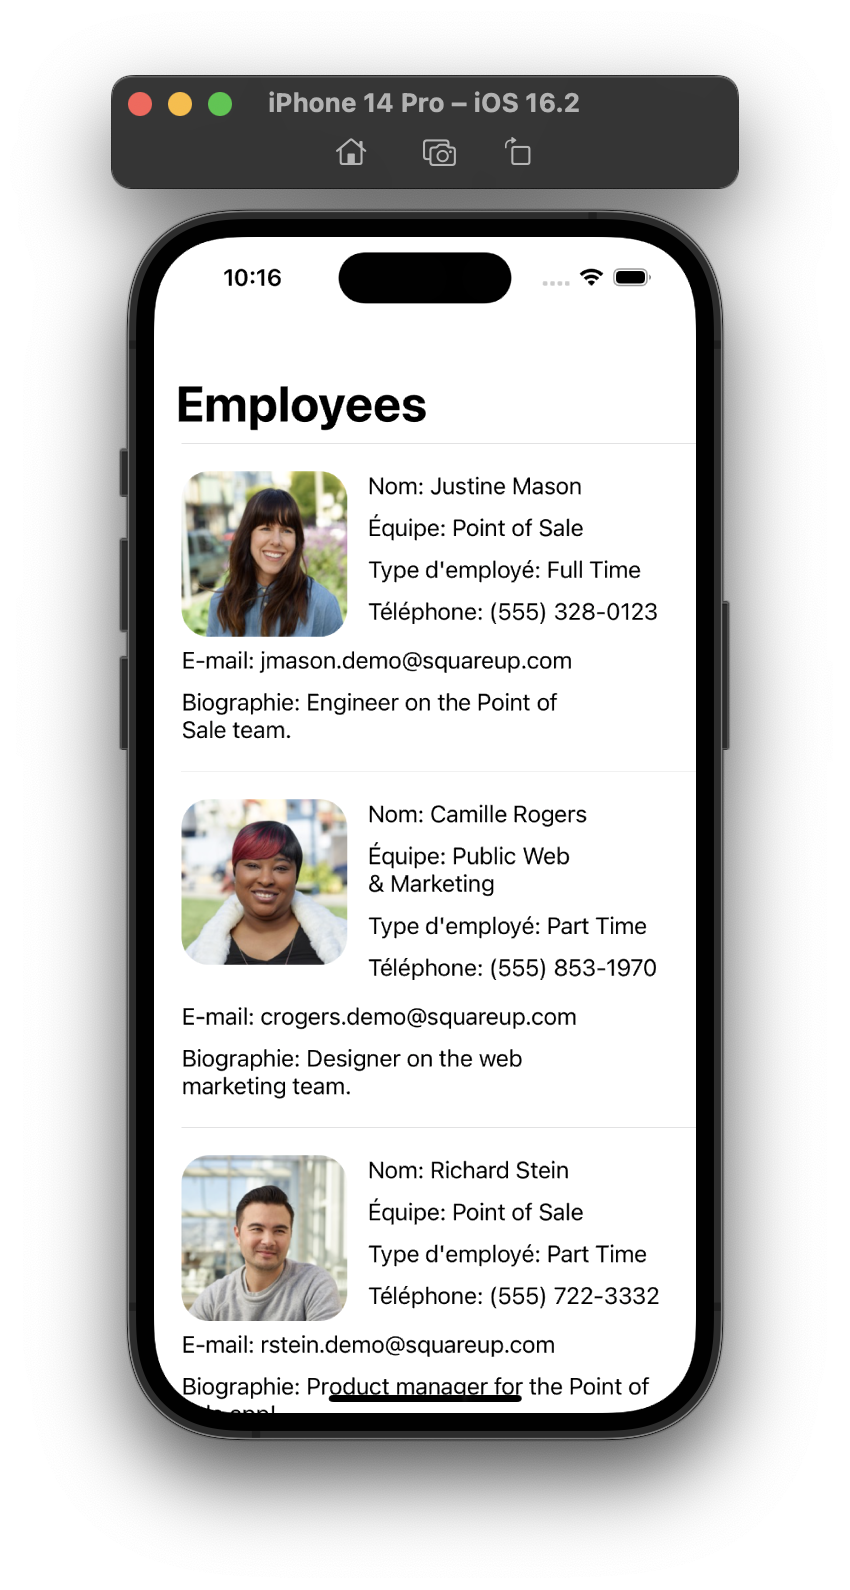 iPhone 14 Pro – iOS 16.2
10:16
Employees
Nom: Justine Mason
Équipe: Point of Sale
Type d'employé: Full Time
Téléphone: (555) 328-0123
E-mail: jmason.demo@squareup.com
Biographie: Engineer on the Point of
Sale team.
Nom: Camille Rogers
Équipe: Public Web
& Marketing
Type d'employé: Part Time
Téléphone: (555) 853-1970
E-mail: crogers.demo@squareup.com
Biographie: Designer on the web
marketing team.
Nom: Richard Stein
Équipe: Point of Sale
Type d'employé: Part Time
Téléphone: (555) 722-3332
E-mail: rstein.demo@squareup.com
Biographie: Product manager for the Point of